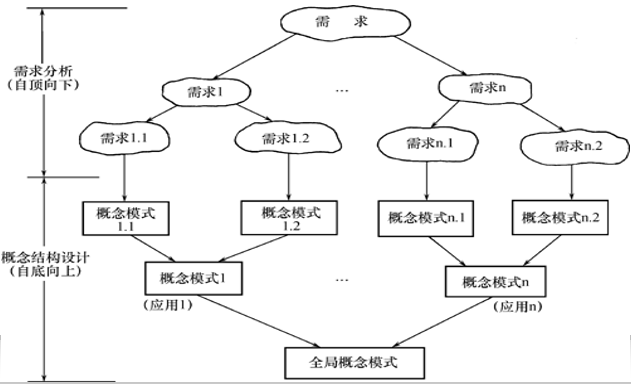 需 求
需求分析
(自顶向下)
需求1
...
需求n
需求1.1
需求1.2
需求n.1
需求n.2
概念模式
1.1
概念模式
1.2
概念模式n.1
概念模式n.2
概念结构设计
(自底向上)
概念模式1
...
概念模式n
(应用1)
(应用n)
全局概念模式